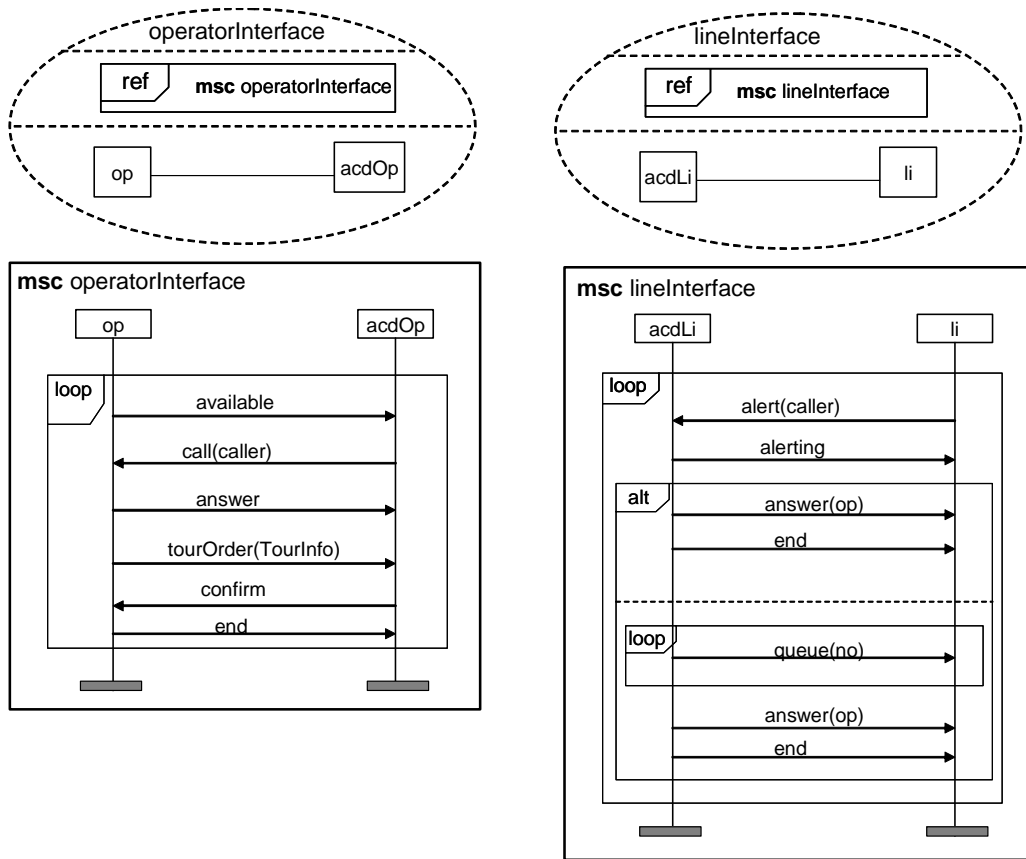 operatorInterface
ref
msc operatorInterface
op
acdOp
lineInterface
ref
msc lineInterface
acdLi
li
msc operatorInterface
op
acdOp
loop
available
call(caller)
answer
tourOrder(TourInfo)
confirm
end
msc lineInterface
acdLi
li
loop
alert(caller)
alerting
alt
answer(op)
end
loop
queue(no)
answer(op)
end